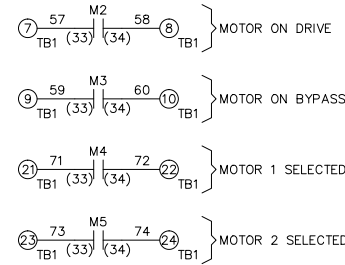 M2
7 57 58 8 MOTOR ON DRIVE
TB1 (33) (34) TB1
M3
9 59 60 10 MOTOR ON BYPASS
TB1 (33) (34) TB1
M4
21 71 72 22 MOTOR 1 SELECTED
TB1 (33) (34) TB1
M5
23 73 74 24 MOTOR 2 SELECTED
TB1 (33) (34) TB1